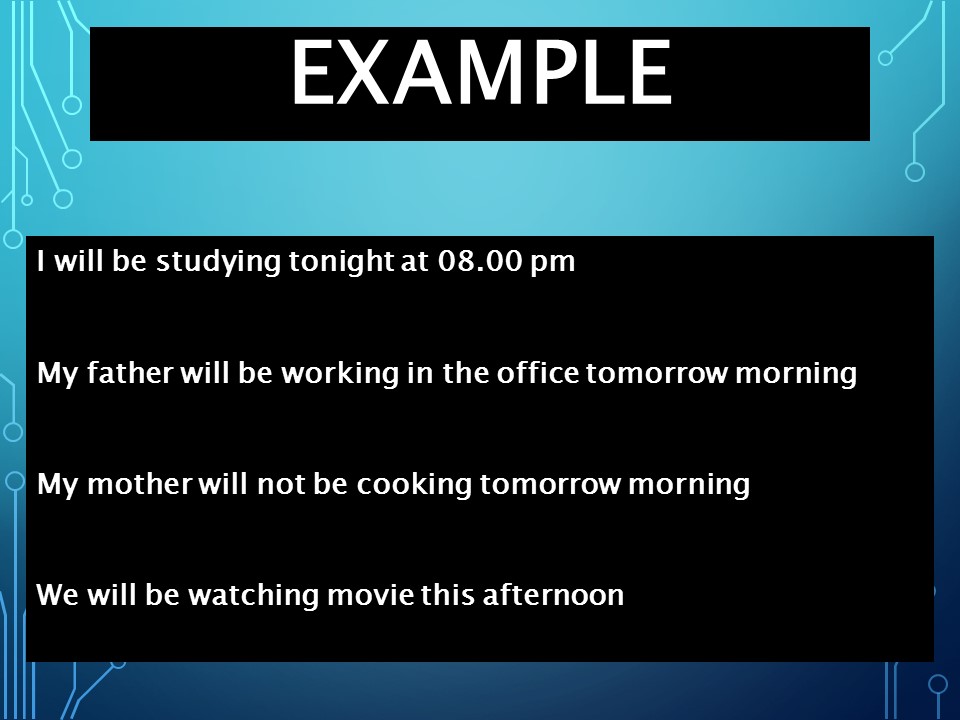 EXAMPLE
I will be studying tonight at 08.00 pm
My father will be working in the office tomorrow morning
My mother will not be cooking tomorrow morning
We will be watching movie this afternoon